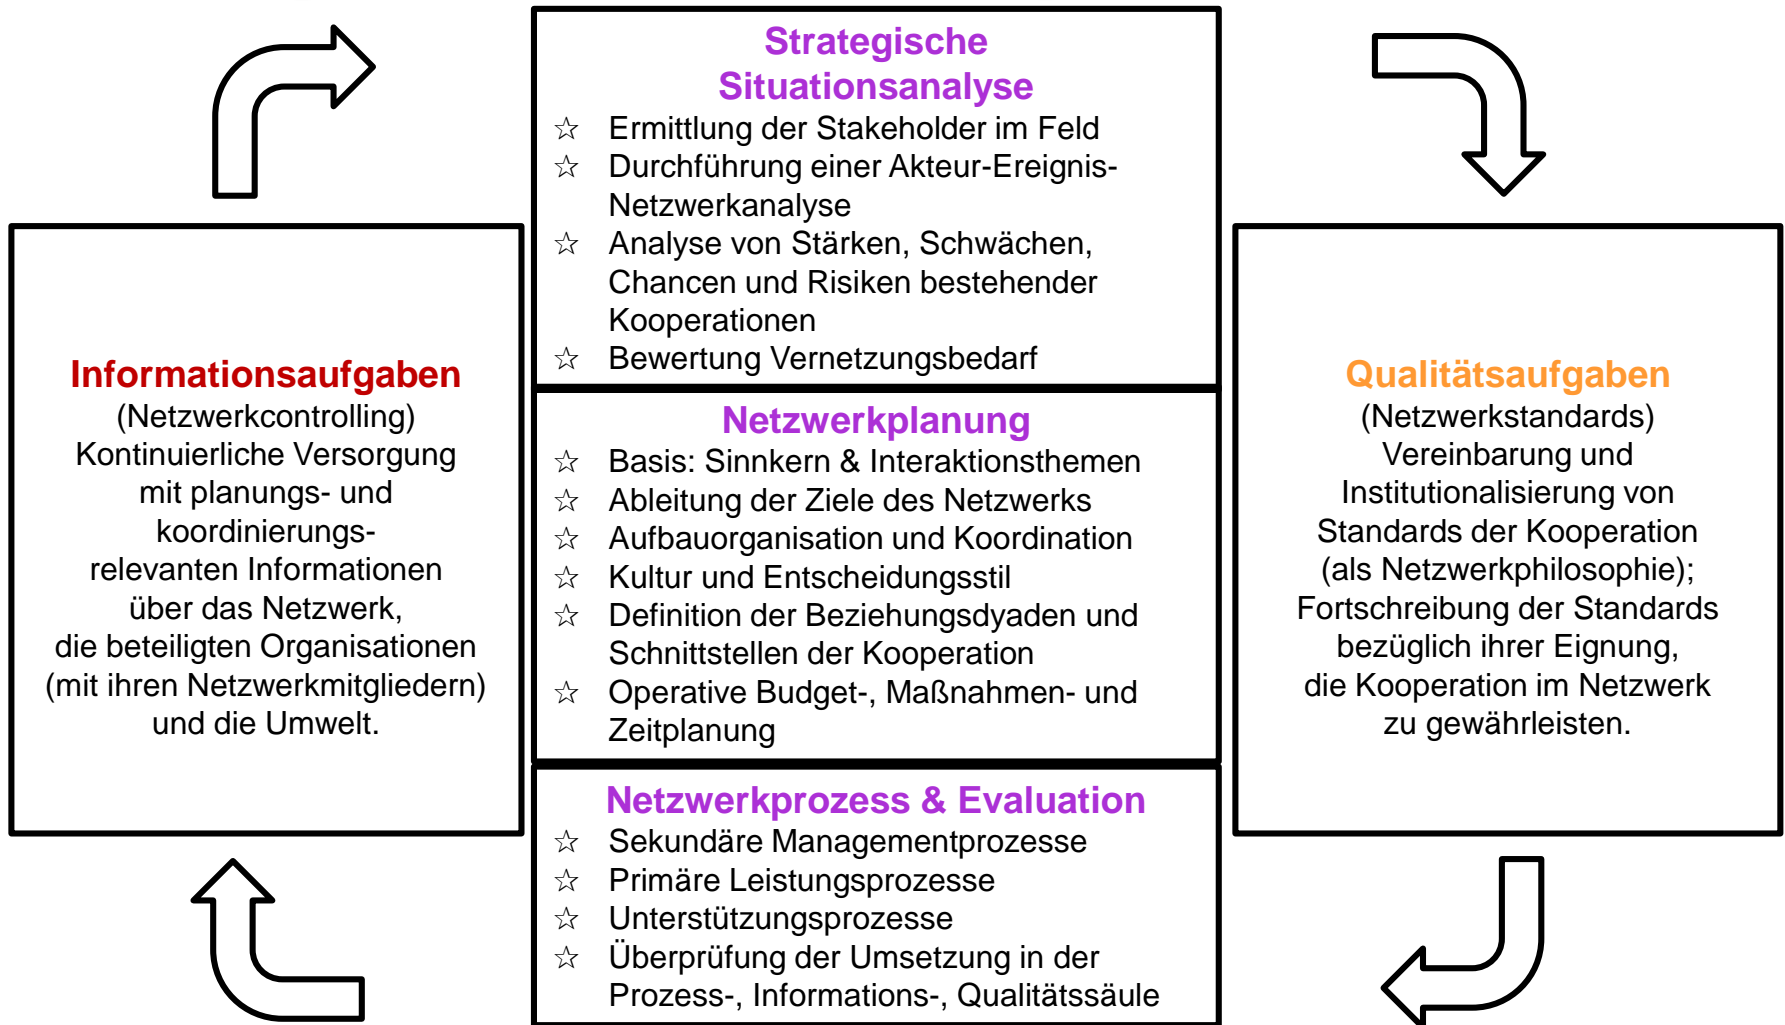 Strategische
Situationsanalyse
☆ Ermittlung der Stakeholder im Feld
☆ Durchführung einer Akteur-Ereignis-
Netzwerkanalyse
☆ Analyse von Stärken, Schwächen,
Chancen und Risiken bestehender
Kooperationen
☆ Bewertung Vernetzungsbedarf
Informationsaufgaben
(Netzwerkcontrolling)
Kontinuierliche Versorgung
mit planungs- und
koordinierungs-
relevanten Informationen
über das Netzwerk,
die beteiligten Organisationen
(mit ihren Netzwerkmitgliedern)
und die Umwelt.
Netzwerkplanung
☆ Basis: Sinnkern & Interaktionsthemen
☆ Ableitung der Ziele des Netzwerks
☆ Aufbauorganisation und Koordination
☆ Kultur und Entscheidungsstil
☆ Definition der Beziehungsdyaden und
Schnittstellen der Kooperation
☆ Operative Budget-, Maßnahmen- und
Zeitplanung
Qualitätsaufgaben
(Netzwerkstandards)
Vereinbarung und
Institutionalisierung von
Standards der Kooperation
(als Netzwerkphilosophie);
Fortschreibung der Standards
bezüglich ihrer Eignung,
die Kooperation im Netzwerk
zu gewährleisten.
Netzwerkprozess & Evaluation
☆ Sekundäre Managementprozesse
☆ Primäre Leistungsprozesse
☆ Unterstützungsprozesse
☆ Überprüfung der Umsetzung in der
Prozess-, Informations-, Qualitätssäule